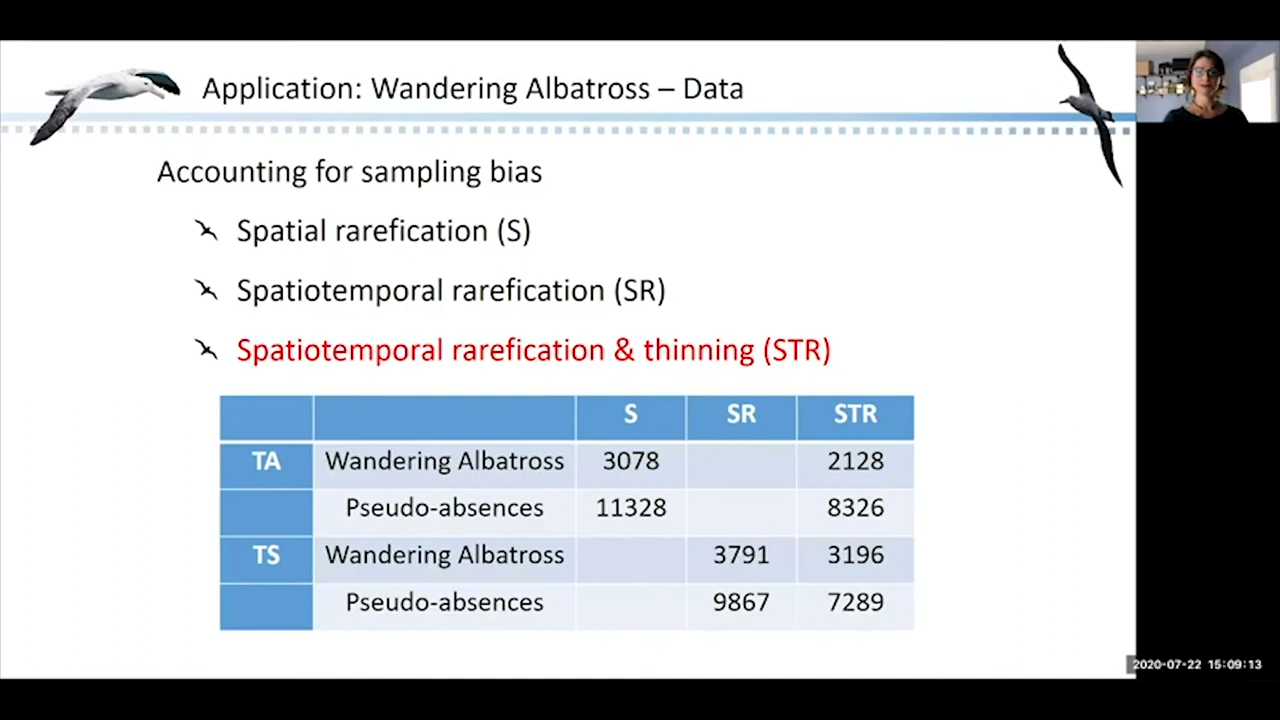 Application: Wandering Albatross – Data
Accounting for sampling bias
Spatial rarefication (S)
Spatiotemporal rarefication (SR)
Spatiotemporal rarefication & thinning (STR)
S SR STR
TA Wandering Albatross 3078 2128
Pseudo-absences 11328 8326
TS Wandering Albatross 3791 3196
Pseudo-absences 9867 7289
2020-07-22 15:09:13